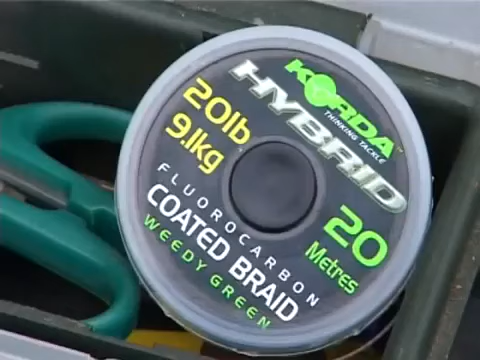 KORDA
THINKING TACKLE
HYBRID
20lb
9.1kg
20
Metres
FLUOROCARBON
COATED BRAID
WEEDY GREEN